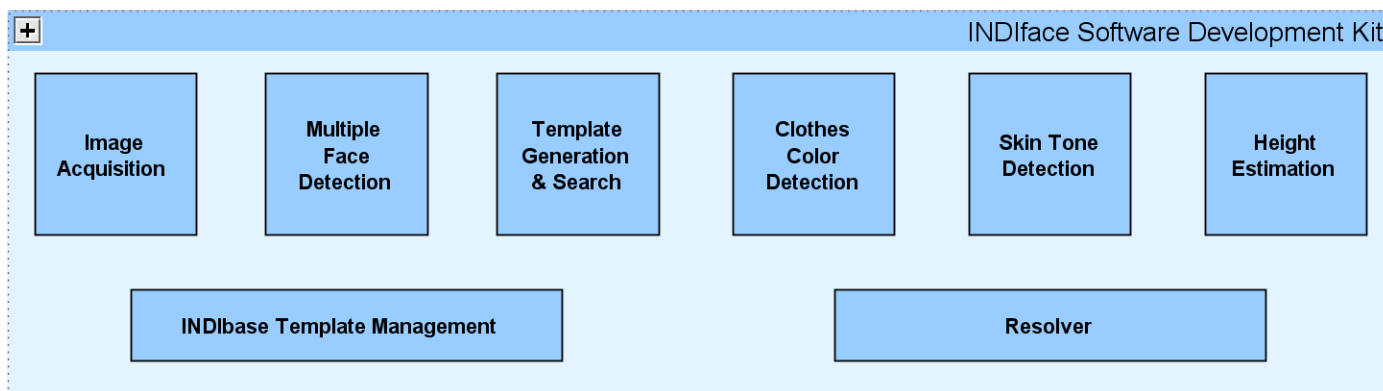 INDIface Software Development Kit
Image
Acquisition
Multiple
Face
Detection
Template
Generation
& Search
Clothes
Color
Detection
Skin Tone
Detection
Height
Estimation
INDIbase Template Management
Resolver